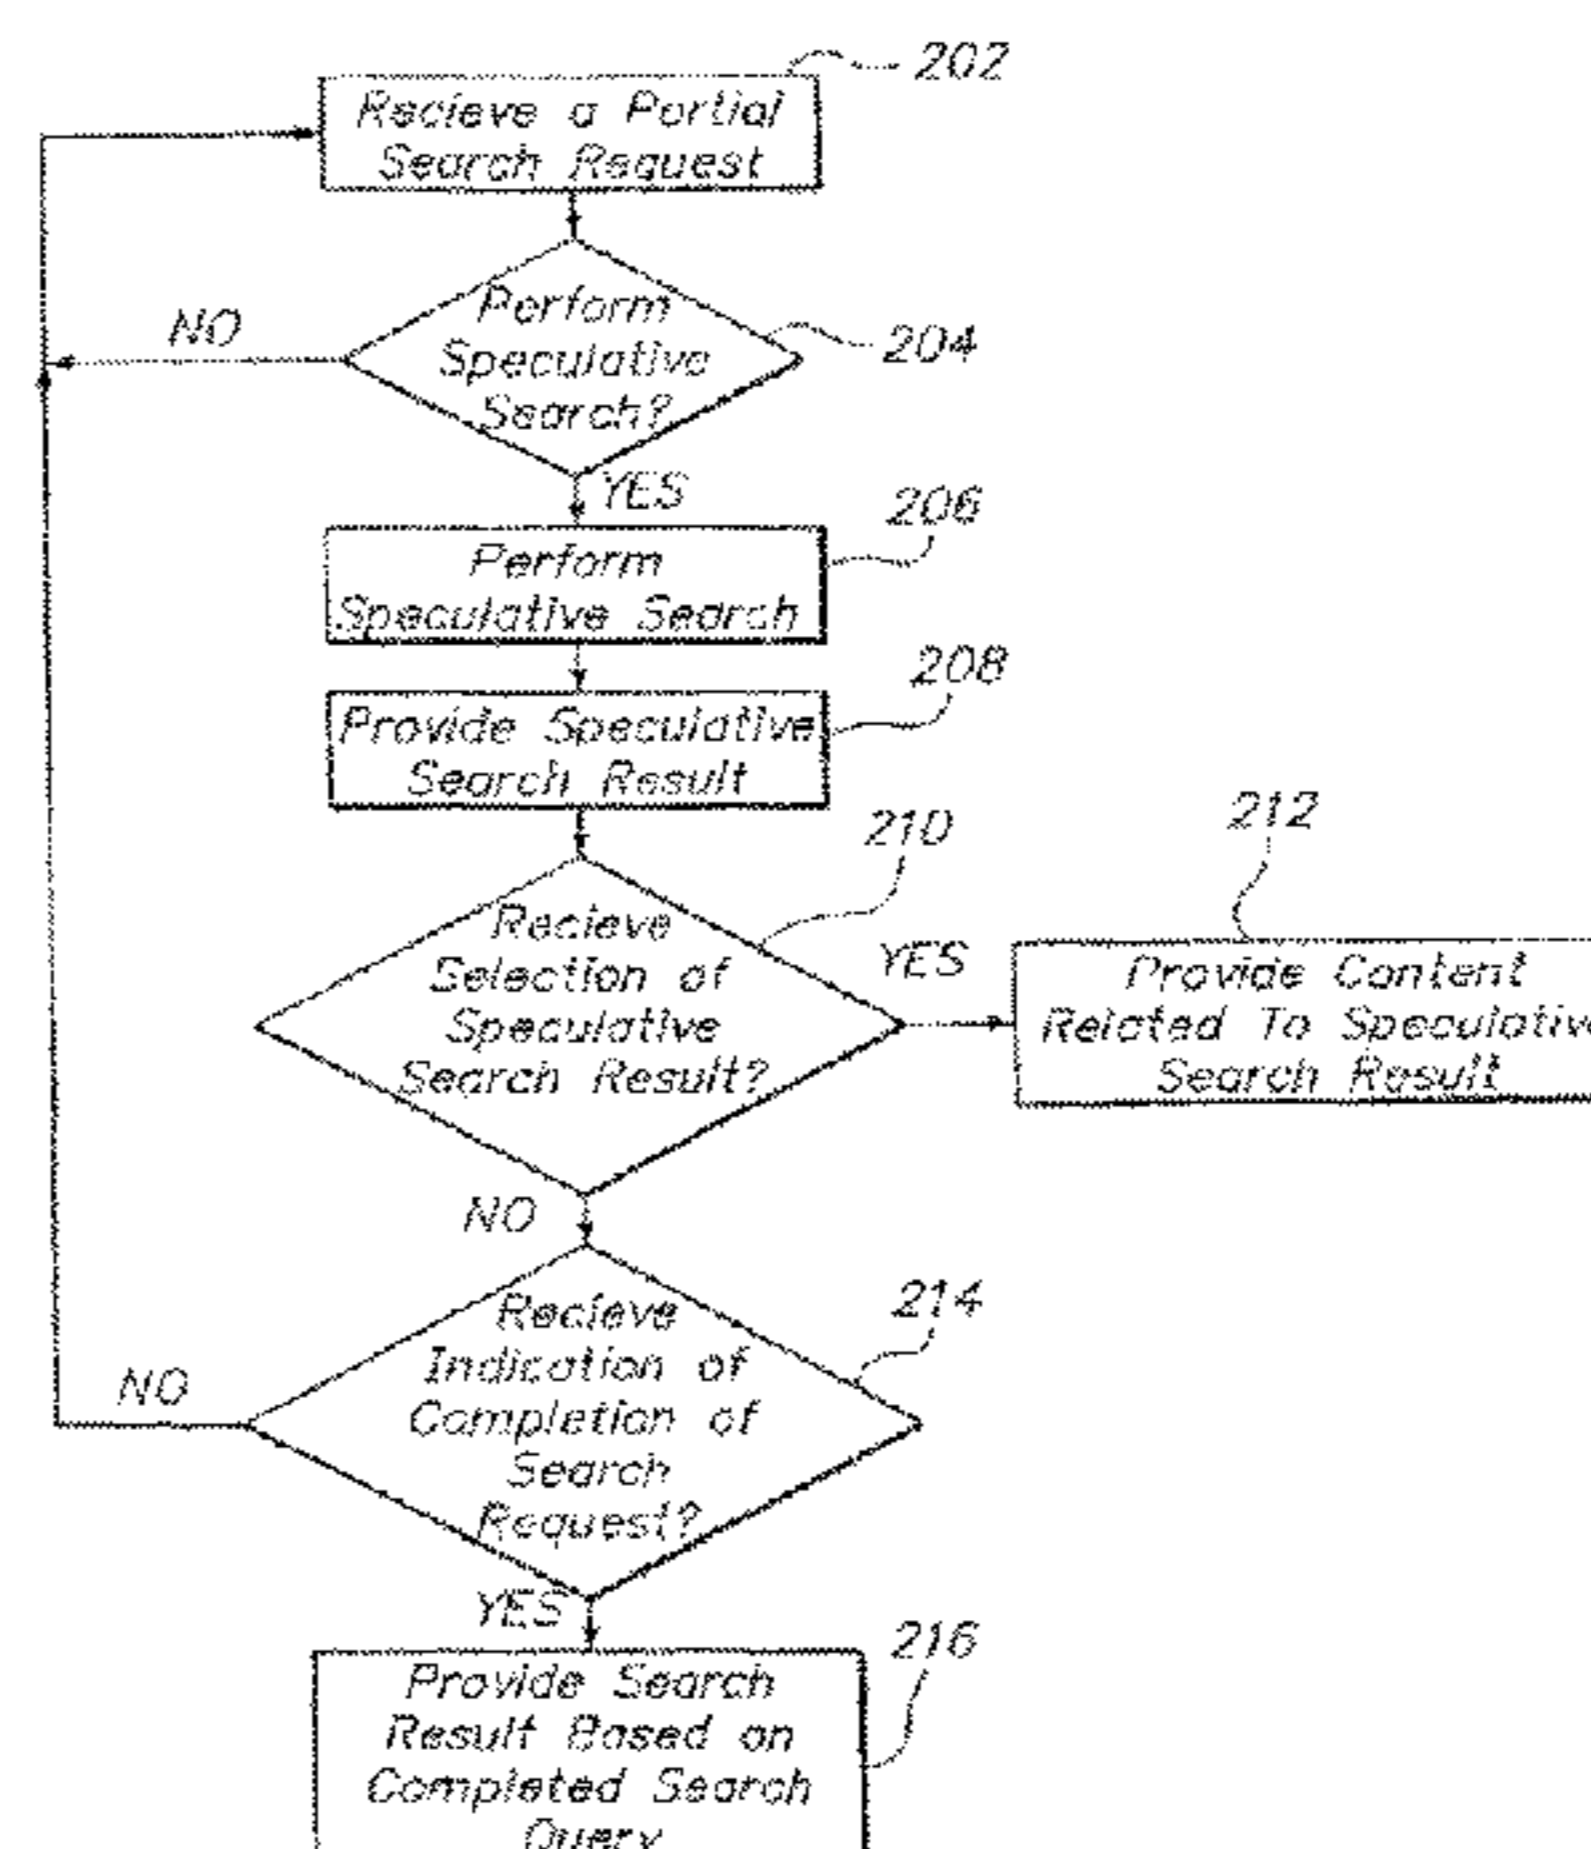 202
Recieve a Partial
Search Request
Perform
Speculative
Search?
204
NO
YES
206
Perform
Speculative Search
208
Provide Speculative
Search Result
210
Recieve
Selection of
Speculative
Search Result?
YES
212
Provide Content
Related To Speculative
Search Result
NO
214
Recieve
Indication of
Completion of
Search
Request?
NO
YES
216
Provide Search
Result Based on
Completed Search
Query